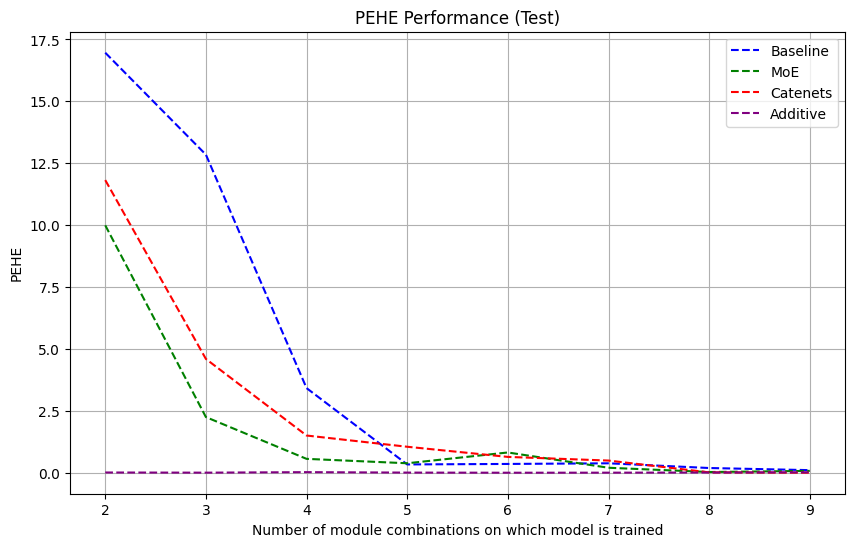 PEHE Performance (Test)
17.5
15.0
12.5
10.0
7.5
5.0
2.5
0.0
PEHE
Baseline
MoE
Catenets
Additive
2 3 4 5 6 7 8 9
Number of module combinations on which model is trained